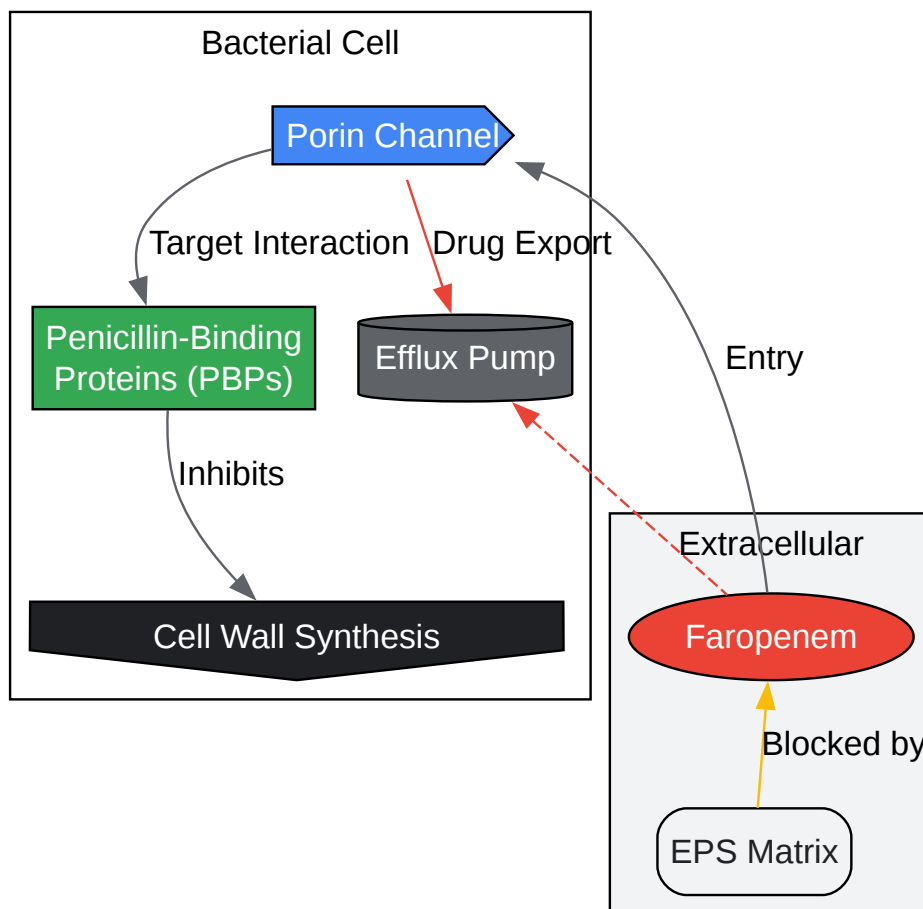 Bacterial Cell
Porin Channel
Target Interaction
Drug Export
Penicillin-Binding
Proteins (PBPs)
Efflux Pump
Entry
Inhibits
Extracellular
Cell Wall Synthesis
Faropenem
Blocked by
EPS Matrix